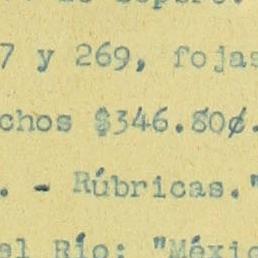 7 y 269, fojas
chos $346.80¢.
. - Rúbricas."
el Río: "Méxic